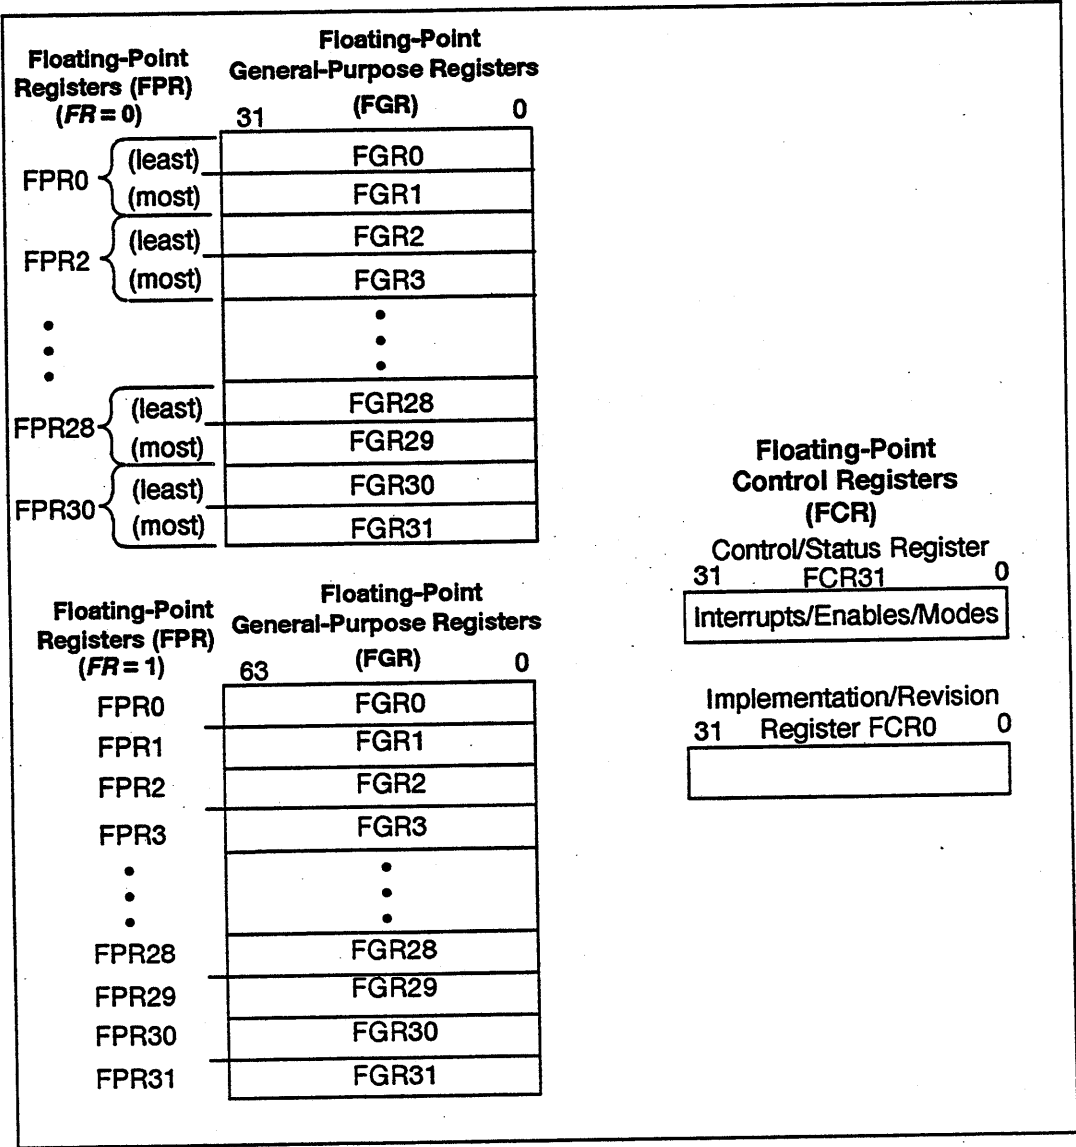 Floating-Point
Registers (FPR)
(FR = 0)
Floating-Point
General-Purpose Registers
(FGR)
31 0
FPR0 (least) FGR0
(most) FGR1
FPR2 (least) FGR2
(most) FGR3
FPR28 (least) FGR28
(most) FGR29
FPR30 (least) FGR30
(most) FGR31
Floating-Point
Registers (FPR)
(FR = 1)
Floating-Point
General-Purpose Registers
(FGR)
63 0
FPR0 FGR0
FPR1 FGR1
FPR2 FGR2
FPR3 FGR3
FPR28 FGR28
FPR29 FGR29
FPR30 FGR30
FPR31 FGR31
Floating-Point
Control Registers
(FCR)
Control/Status Register
31 FCR31 0
Interrupts/Enables/Modes
Implementation/Revision
31 Register FCR0 0